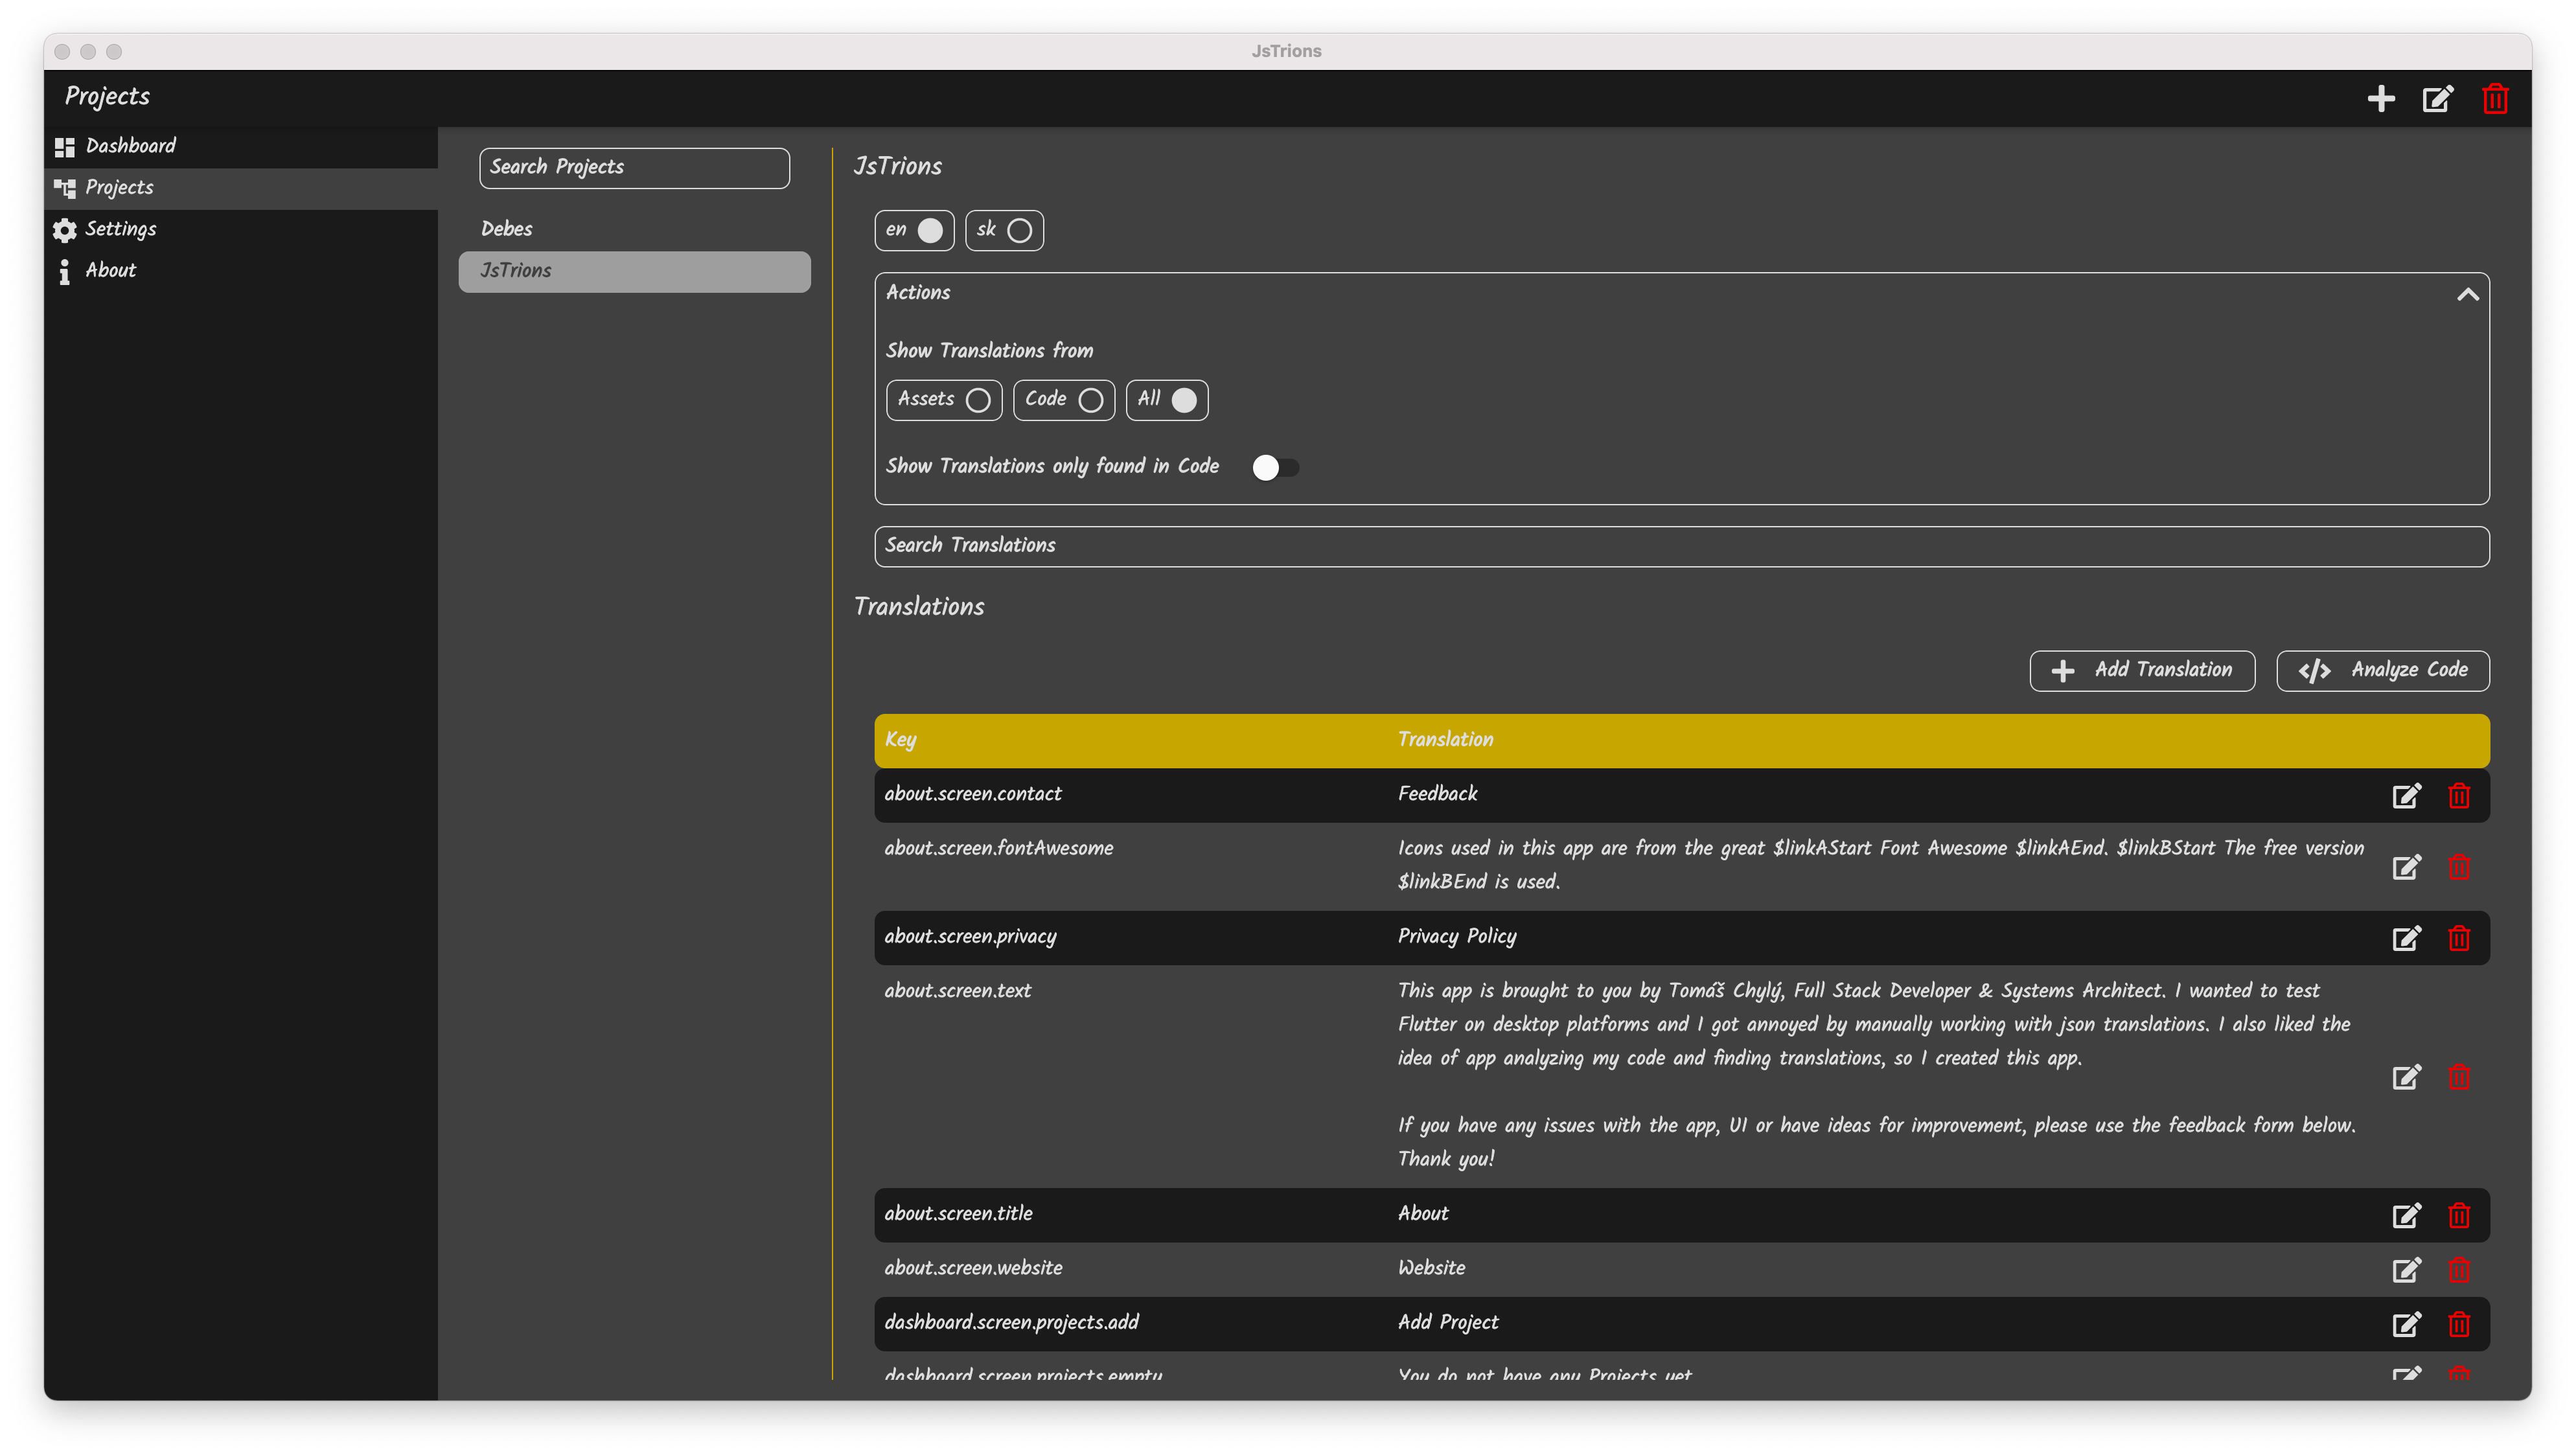 JsTrions
Projects
Dashboard
Projects
Settings
About
Search Projects
Debes
JsTrions
JsTrions
en
sk
Actions
Show Translations from
Assets
Code
All
Show Translations only found in Code
Search Translations
Translations
Add Translation
Analyze Code
Key
Translation
about.screen.contact
Feedback
about.screen.fontAwesome
Icons used in this app are from the great $linkAStart Font Awesome $linkAEnd. $linkBStart The free version
$linkBEnd is used.
about.screen.privacy
Privacy Policy
about.screen.text
This app is brought to you by Tomáš Chylý, Full Stack Developer & Systems Architect. I wanted to test
Flutter on desktop platforms and I got annoyed by manually working with json translations. I also liked the
idea of app analyzing my code and finding translations, so I created this app.
If you have any issues with the app, UI or have ideas for improvement, please use the feedback form below.
Thank you!
about.screen.title
About
about.screen.website
Website
dashboard.screen.projects.add
Add Project
dashboard.screen.projects.empty
You do not have any Projects yet